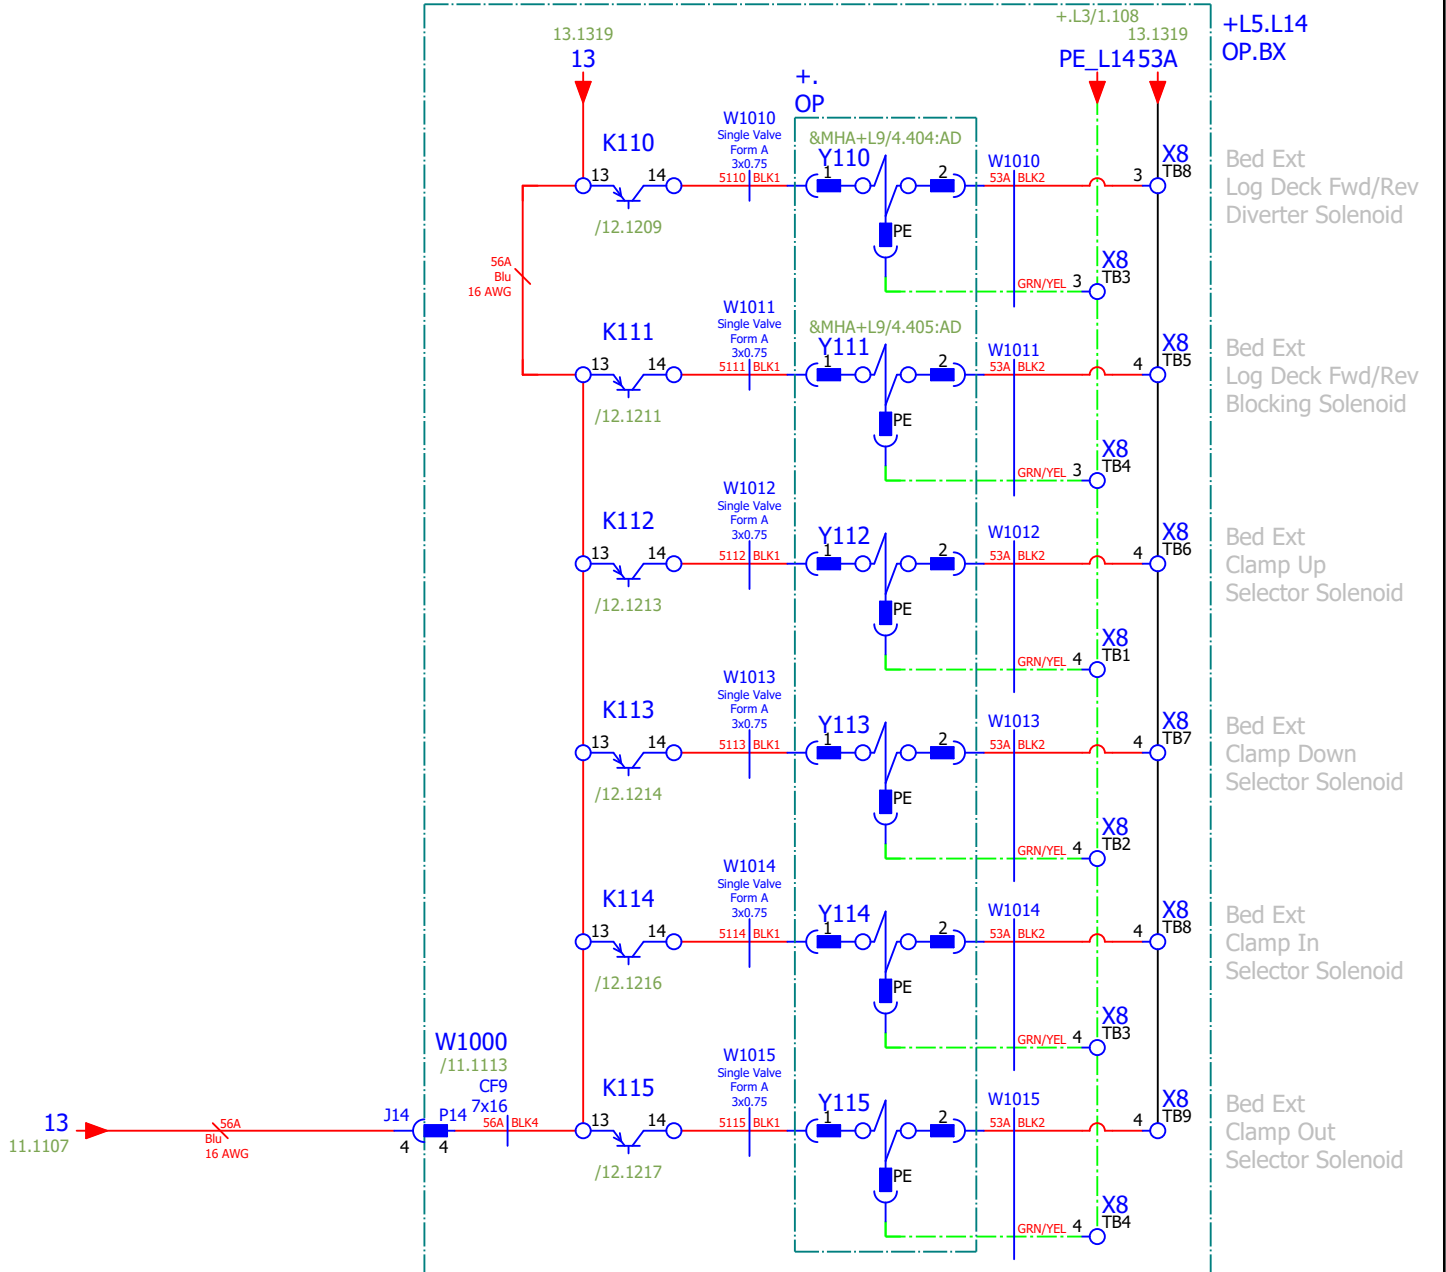 +L5.L14
OP.BX
13.1319
13
+.L3/1.108
13.1319
PE_L14 53A
+.
OP
K110
13 14
/12.1209
W1010
Single Valve
Form A
3x0.75
5110 BLK1
&MHA+L9/4.404:AD
Y110
1 2
PE
W1010
53A BLK2
3
X8
TB8
GRN/YEL 3
X8
TB3
Bed Ext
Log Deck Fwd/Rev
Diverter Solenoid
56A
Blu
16 AWG
K111
13 14
/12.1211
W1011
Single Valve
Form A
3x0.75
5111 BLK1
&MHA+L9/4.405:AD
Y111
1 2
PE
W1011
53A BLK2
4
X8
TB5
GRN/YEL 3
X8
TB4
Bed Ext
Log Deck Fwd/Rev
Blocking Solenoid
K112
13 14
/12.1213
W1012
Single Valve
Form A
3x0.75
5112 BLK1
Y112
1 2
PE
W1012
53A BLK2
4
X8
TB6
GRN/YEL 4
X8
TB1
Bed Ext
Clamp Up
Selector Solenoid
K113
13 14
/12.1214
W1013
Single Valve
Form A
3x0.75
5113 BLK1
Y113
1 2
PE
W1013
53A BLK2
4
X8
TB7
GRN/YEL 4
X8
TB2
Bed Ext
Clamp Down
Selector Solenoid
K114
13 14
/12.1216
W1014
Single Valve
Form A
3x0.75
5114 BLK1
Y114
1 2
PE
W1014
53A BLK2
4
X8
TB8
GRN/YEL 4
X8
TB3
Bed Ext
Clamp In
Selector Solenoid
13
11.1107
56A
Blu
16 AWG
J14 P14
4 4
W1000
/11.1113
CF9
7x16
56A BLK4
K115
13 14
/12.1217
W1015
Single Valve
Form A
3x0.75
5115 BLK1
Y115
1 2
PE
W1015
53A BLK2
4
X8
TB9
GRN/YEL 4
X8
TB4
Bed Ext
Clamp Out
Selector Solenoid